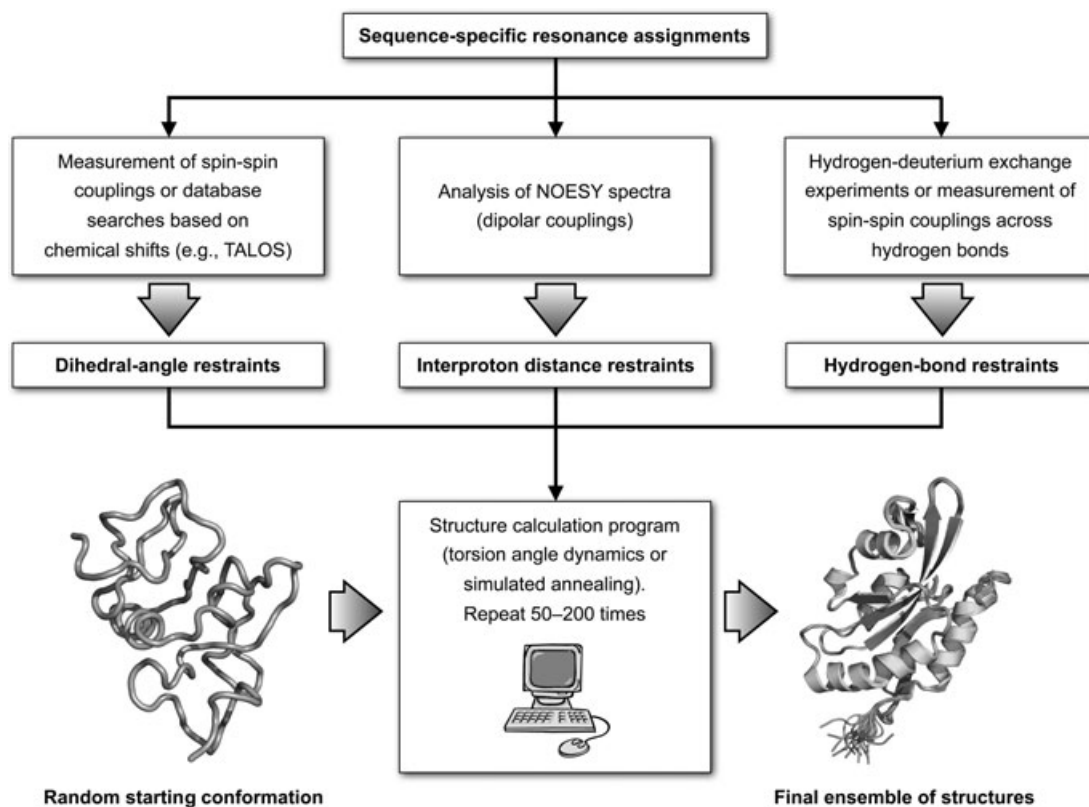 Sequence-specific resonance assignments
Measurement of spin-spin
couplings or database
searches based on
chemical shifts (e.g., TALOS)
Analysis of NOESY spectra
(dipolar couplings)
Hydrogen-deuterium exchange
experiments or measurement of
spin-spin couplings across
hydrogen bonds
Dihedral-angle restraints
Interproton distance restraints
Hydrogen-bond restraints
Structure calculation program
(torsion angle dynamics or
simulated annealing).
Repeat 50–200 times
Random starting conformation
Final ensemble of structures